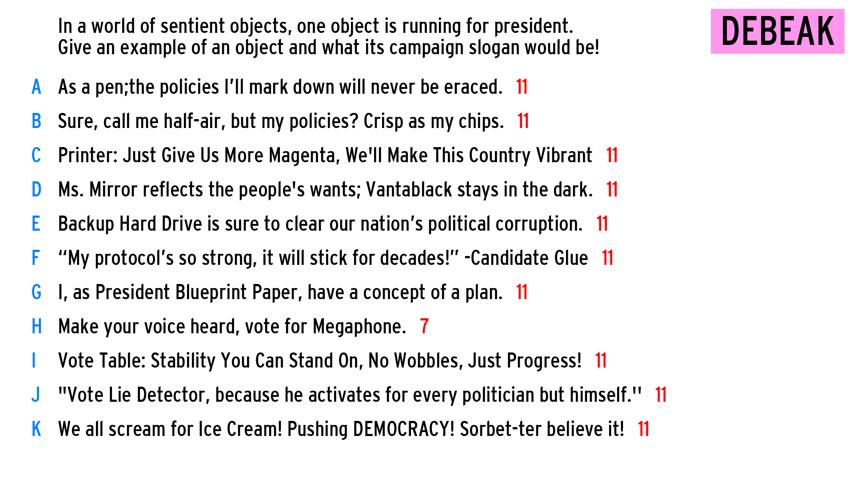 In a world of sentient objects, one object is running for president.
Give an example of an object and what its campaign slogan would be!
DEBEAK
A As a pen;the policies I'll mark down will never be eraced. 11
B Sure, call me half-air, but my policies? Crisp as my chips. 11
C Printer: Just Give Us More Magenta, We'll Make This Country Vibrant 11
D Ms. Mirror reflects the people's wants; Vantablack stays in the dark. 11
E Backup Hard Drive is sure to clear our nation's political corruption. 11
F “My protocol's so strong, it will stick for decades!” -Candidate Glue 11
G I, as President Blueprint Paper, have a concept of a plan. 11
H Make your voice heard, vote for Megaphone. 7
I Vote Table: Stability You Can Stand On, No Wobbles, Just Progress! 11
J "Vote Lie Detector, because he activates for every politician but himself." 11
K We all scream for Ice Cream! Pushing DEMOCRACY! Sorbet-ter believe it! 11